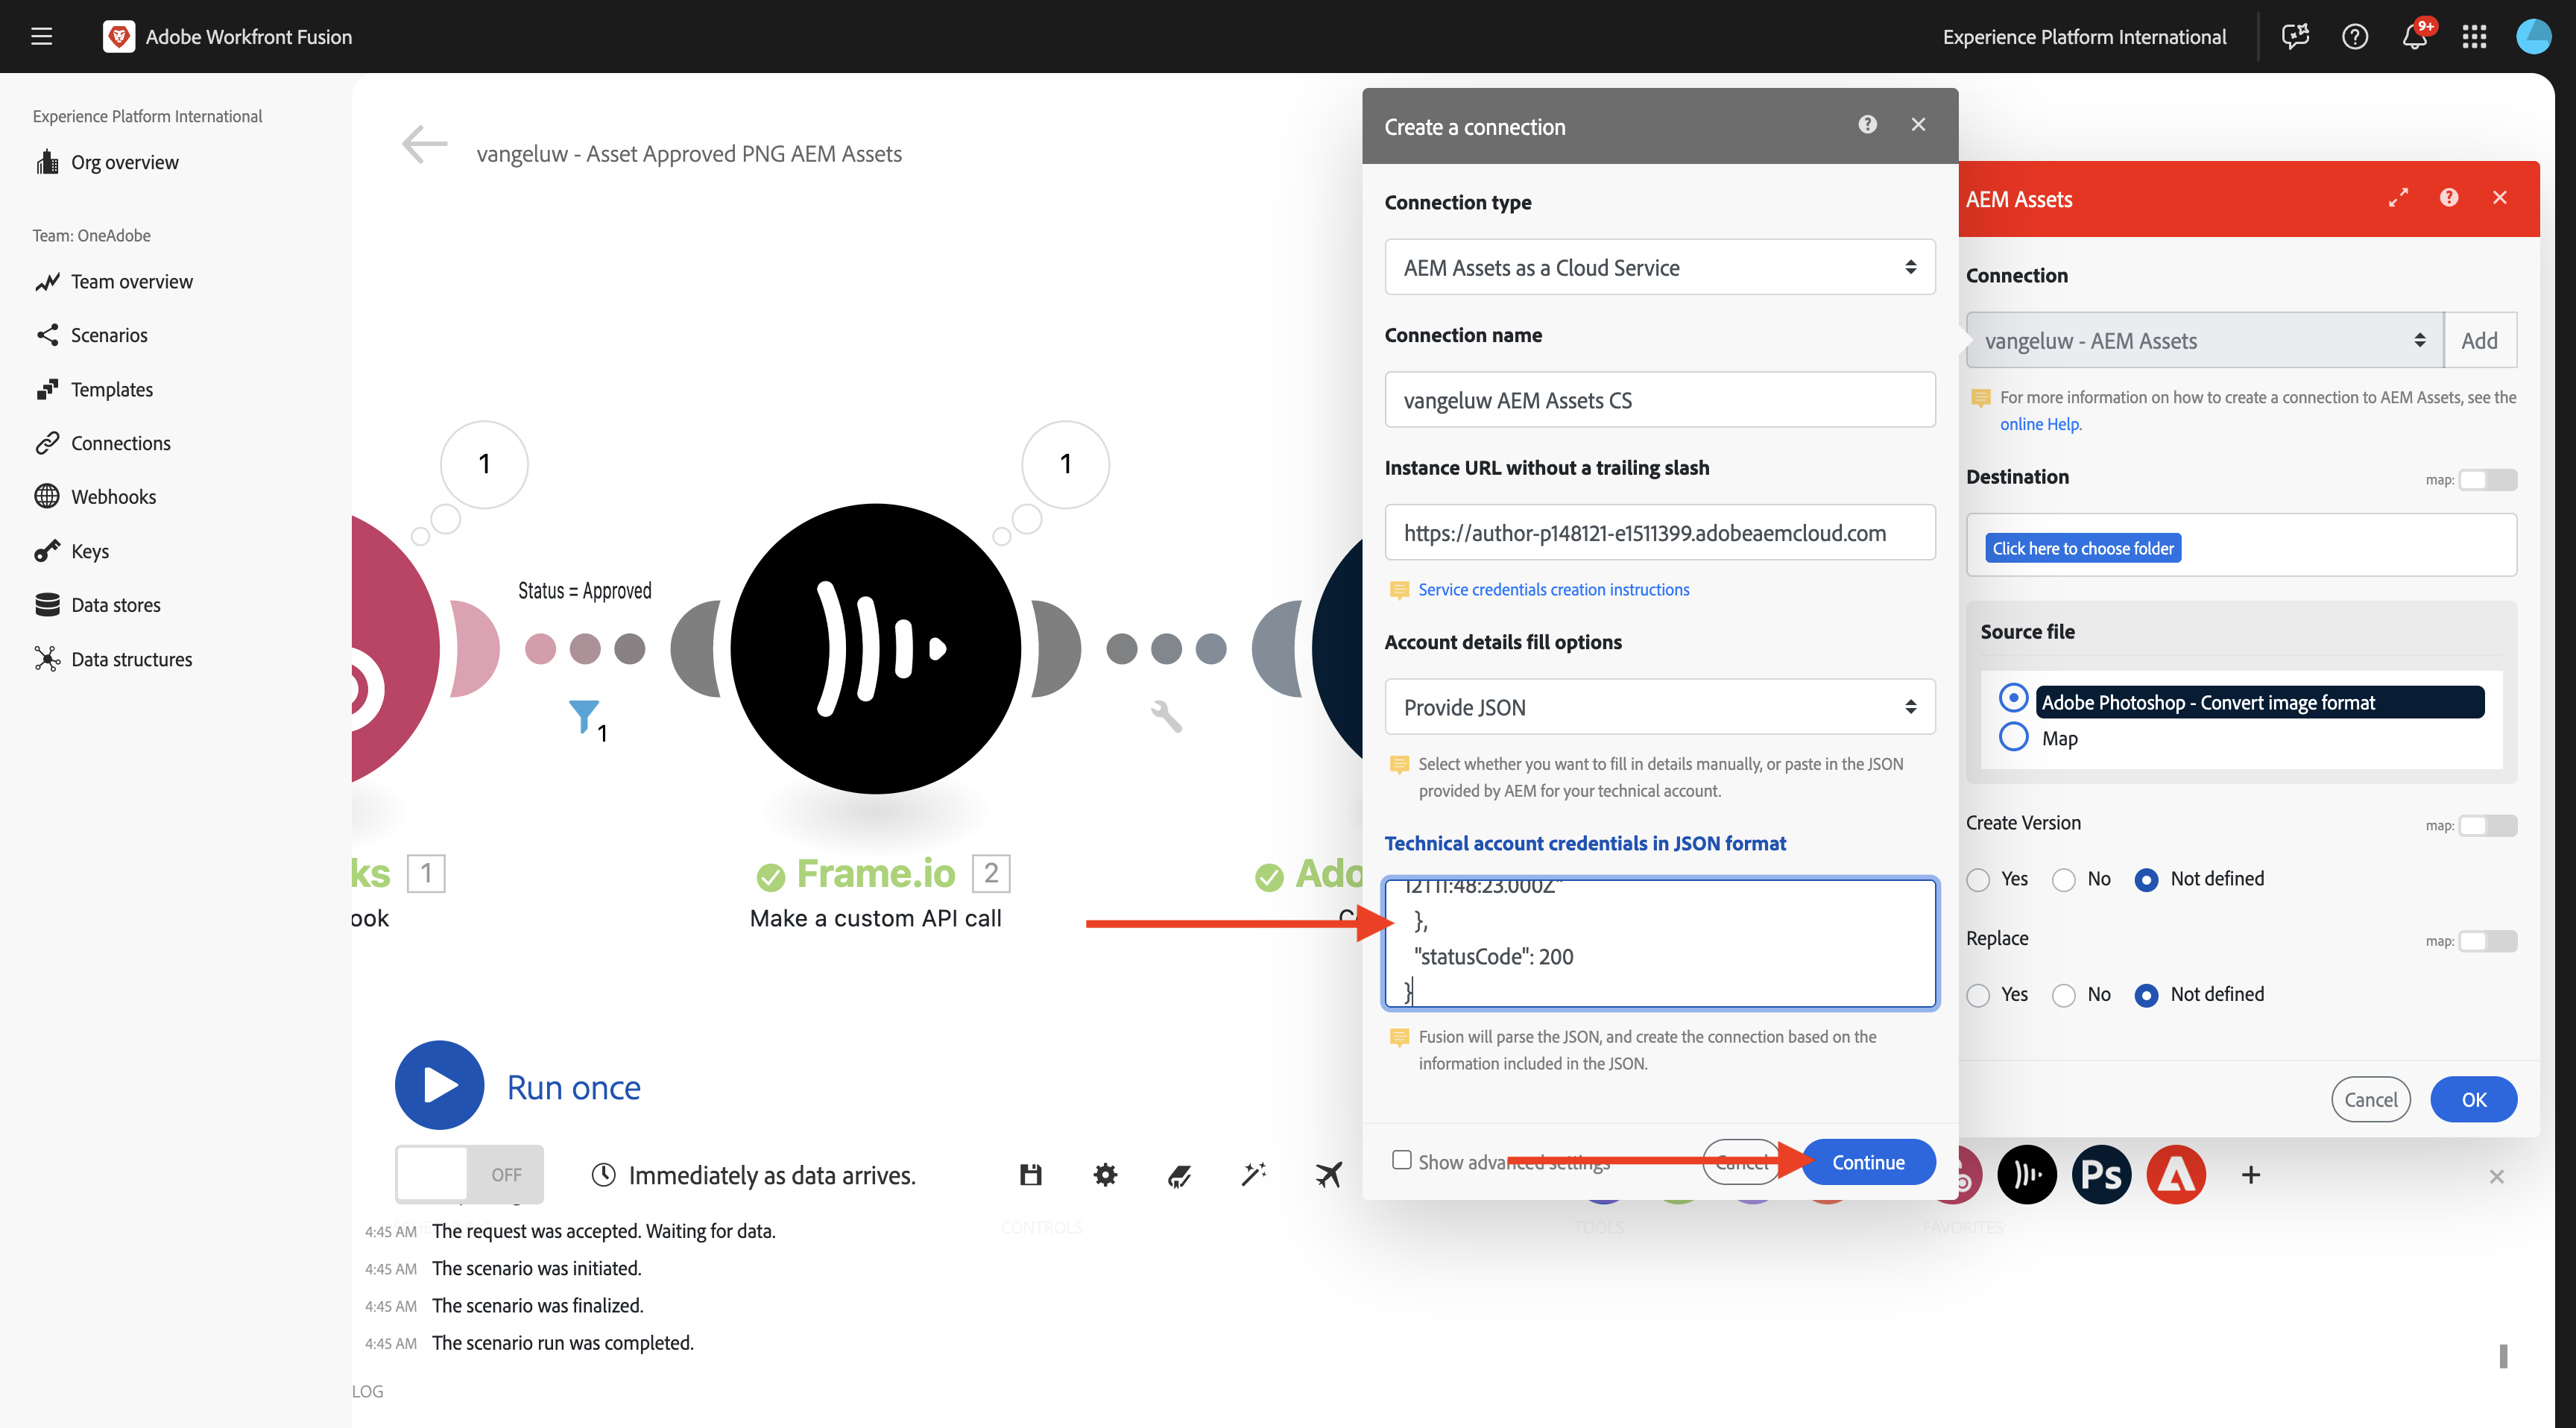 Adobe Workfront Fusion
Experience Platform International
9+
Experience Platform International
Org overview
Team: OneAdobe
Team overview
Scenarios
Templates
Connections
Webhooks
Keys
Data stores
Data structures
vangeluw - Asset Approved PNG AEM Assets
1
1
Status = Approved
1
ks 1
ook
Frame.io 2
Make a custom API call
Ado
Run once
OFF
Immediately as data arrives.
CONTROLS
TOOLS
FAVORITES
Ps
4:45 AM The request was accepted. Waiting for data.
4:45 AM The scenario was initiated.
4:45 AM The scenario was finalized.
4:45 AM The scenario run was completed.
LOG
Create a connection
Connection type
AEM Assets as a Cloud Service
Connection name
vangeluw AEM Assets CS
Instance URL without a trailing slash
https://author-p148121-e1511399.adobeaemcloud.com
Service credentials creation instructions
Account details fill options
Provide JSON
Select whether you want to fill in details manually, or paste in the JSON
provided by AEM for your technical account.
Technical account credentials in JSON format
12T11:48:23.000Z"
},
"statusCode": 200
}
Fusion will parse the JSON, and create the connection based on the
information included in the JSON.
Show advanced settings
Cancel
Continue
AEM Assets
Connection
vangeluw - AEM Assets
Add
For more information on how to create a connection to AEM Assets, see the
online Help.
Destination
map:
Click here to choose folder
Source file
Adobe Photoshop - Convert image format
Map
Create Version
map:
Yes No Not defined
Replace
map:
Yes No Not defined
Cancel
OK